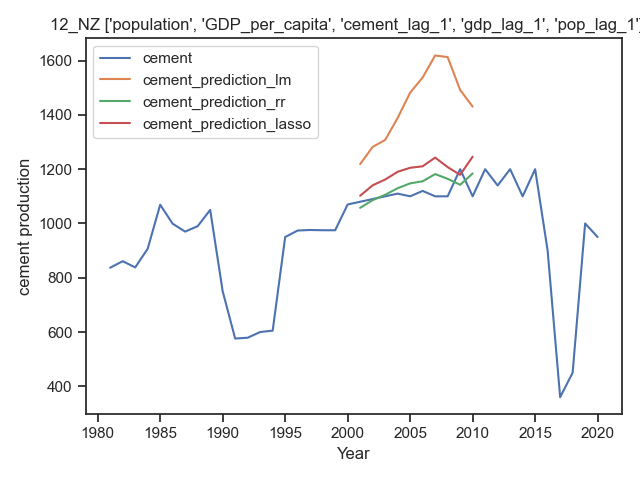 12_NZ ['population', 'GDP_per_capita', 'cement_lag_1', 'gdp_lag_1', 'pop_lag_1']
cement
cement_prediction_lm
cement_prediction_rr
cement_prediction_lasso
1600
1400
1200
1000
800
600
400
cement production
1980 1985 1990 1995 2000 2005 2010 2015 2020
Year